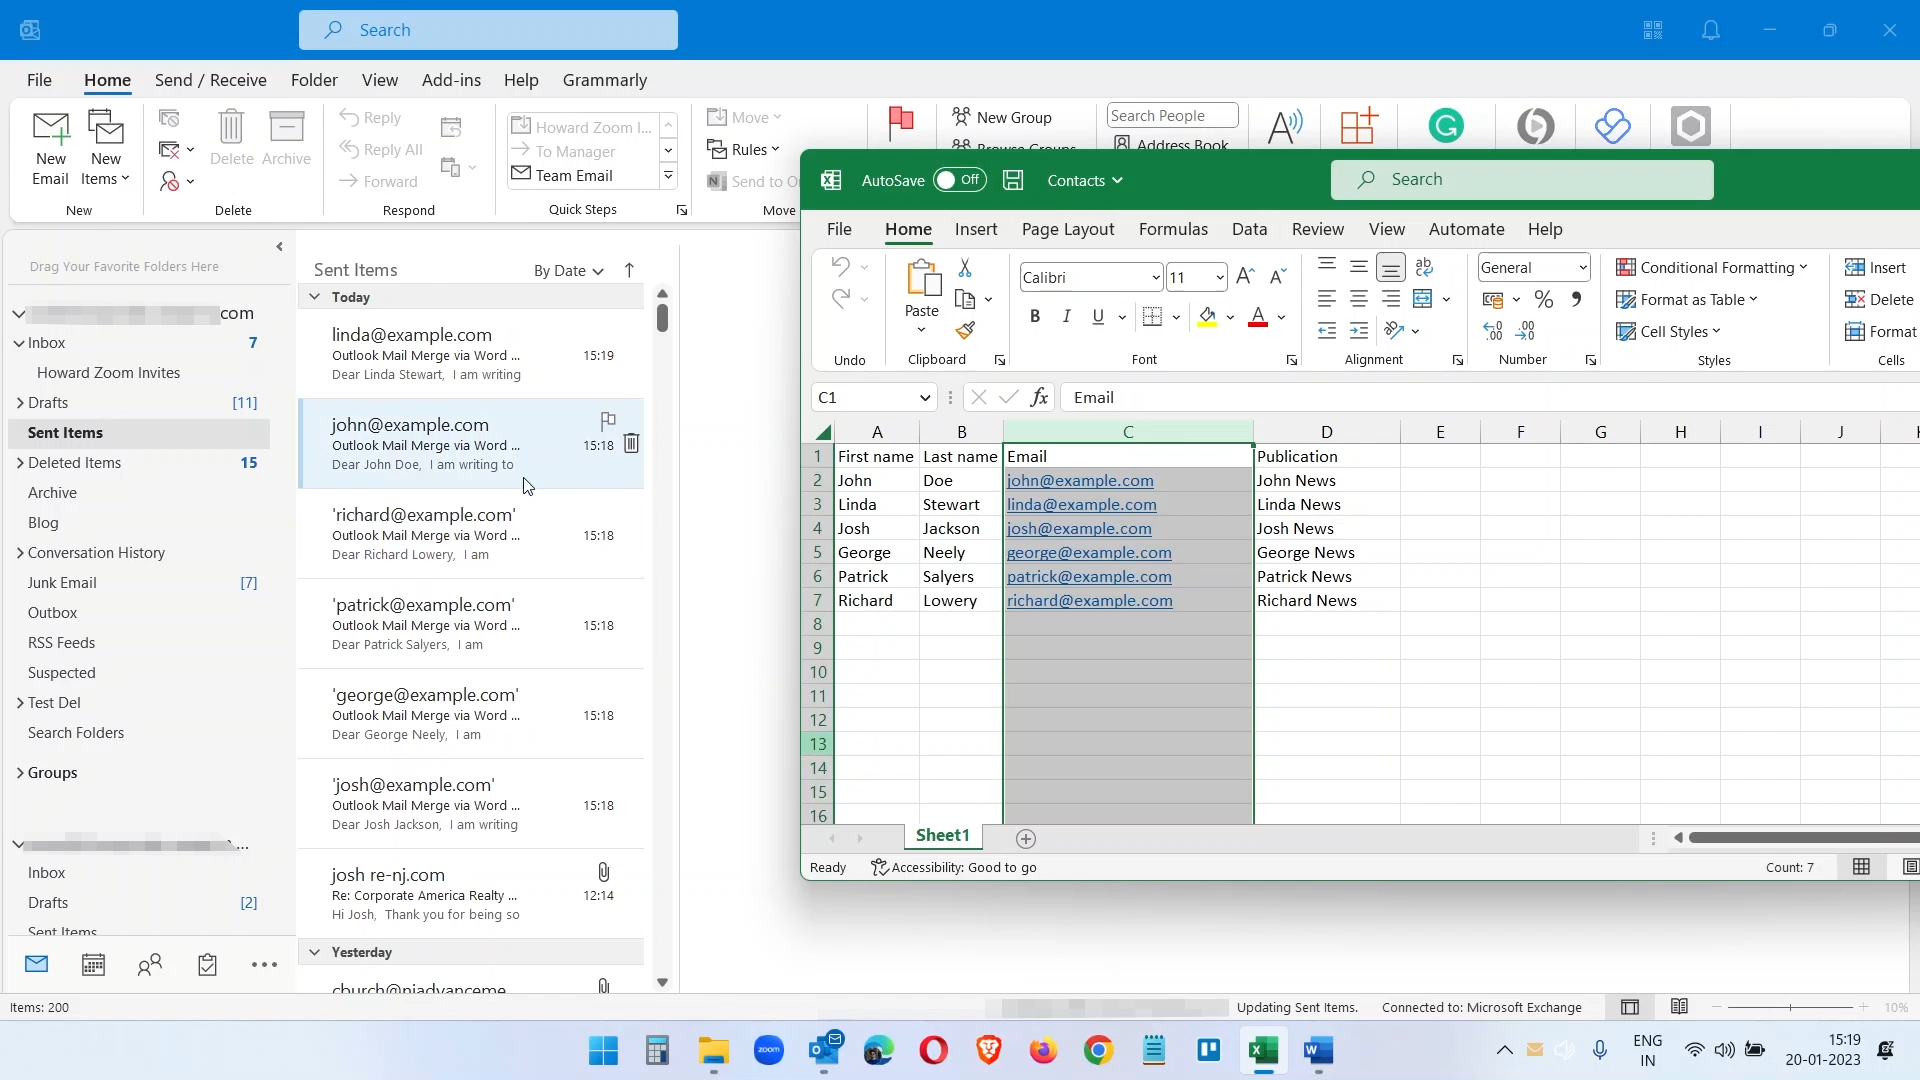 Search
File Home Send / Receive Folder View Add-ins Help Grammarly
New Email
New Items
New
Delete
Archive
Delete
Reply
Reply All
Forward
Respond
Howard Zoom I...
To Manager
Team Email
Quick Steps
Move
Rules
Send to O
Move
New Group
Browse Groups
Search People
Address Book
Drag Your Favorite Folders Here
com
Inbox 7
Howard Zoom Invites
Drafts [11]
Sent Items
Deleted Items 15
Archive
Blog
Conversation History
Junk Email [7]
Outbox
RSS Feeds
Suspected
Test Del
Search Folders
Groups
...
Inbox
Drafts [2]
Sent Items
Sent Items By Date
Today
linda@example.com
Outlook Mail Merge via Word ... 15:19
Dear Linda Stewart, I am writing
john@example.com
Outlook Mail Merge via Word ... 15:18
Dear John Doe, I am writing to
'richard@example.com'
Outlook Mail Merge via Word ... 15:18
Dear Richard Lowery, I am
'patrick@example.com'
Outlook Mail Merge via Word ... 15:18
Dear Patrick Salyers, I am
'george@example.com'
Outlook Mail Merge via Word ... 15:18
Dear George Neely, I am
'josh@example.com'
Outlook Mail Merge via Word ... 15:18
Dear Josh Jackson, I am writing
josh re-nj.com
Re: Corporate America Realty ... 12:14
Hi Josh, Thank you for being so
Yesterday
church@njadvanceme
AutoSave Off Contacts Search
File Home Insert Page Layout Formulas Data Review View Automate Help
Undo
Paste
Clipboard
Calibri 11
B I U
Font
Alignment
General
Number
Conditional Formatting
Format as Table
Cell Styles
Styles
Insert
Delete
Format
Cells
C1 fx Email
A B C D E F G H I J
1 First name Last name Email Publication
2 John Doe john@example.com John News
3 Linda Stewart linda@example.com Linda News
4 Josh Jackson josh@example.com Josh News
5 George Neely george@example.com George News
6 Patrick Salyers patrick@example.com Patrick News
7 Richard Lowery richard@example.com Richard News
8
9
10
11
12
13
14
15
16
Sheet1
Ready Accessibility: Good to go Count: 7
Items: 200 Updating Sent Items. Connected to: Microsoft Exchange 10%
zoom
ENG
IN
15:19
20-01-2023